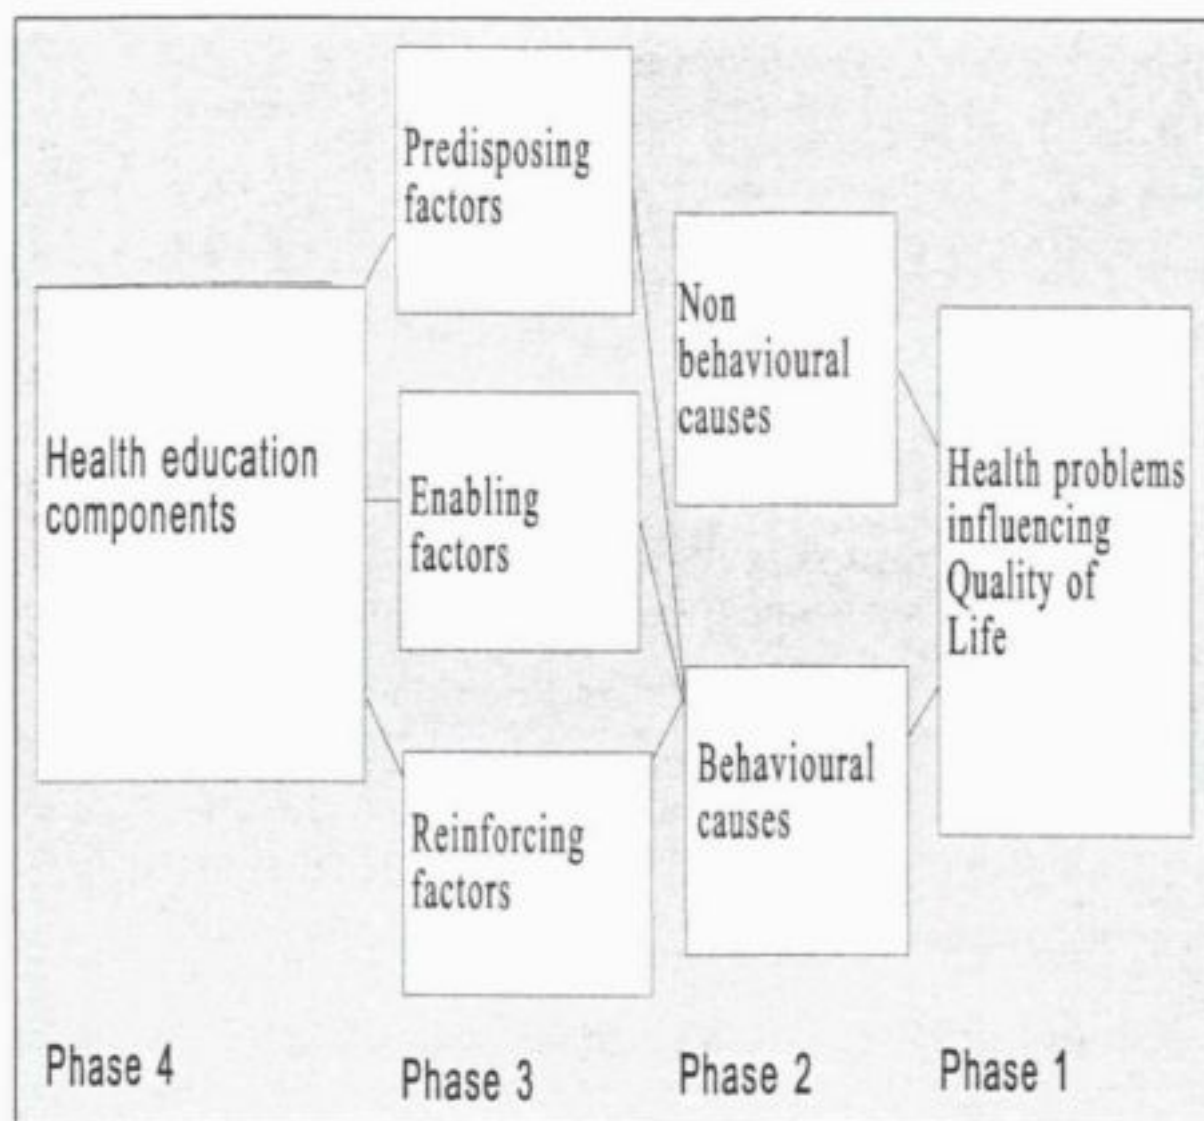 Predisposing
factors
Non
behavioural
causes
Health education
components
Enabling
factors
Health problems
influencing
Quality of
Life
Behavioural
causes
Reinforcing
factors
Phase 4
Phase 3
Phase 2
Phase 1